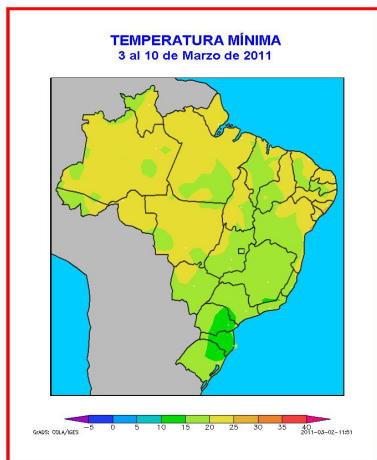 TEMPERATURA MÍNIMA
3 al 10 de Marzo de 2011
-5 0 5 10 15 20 25 30 35 40
GrADS: COLA/IGES 2011-03-02-11:51